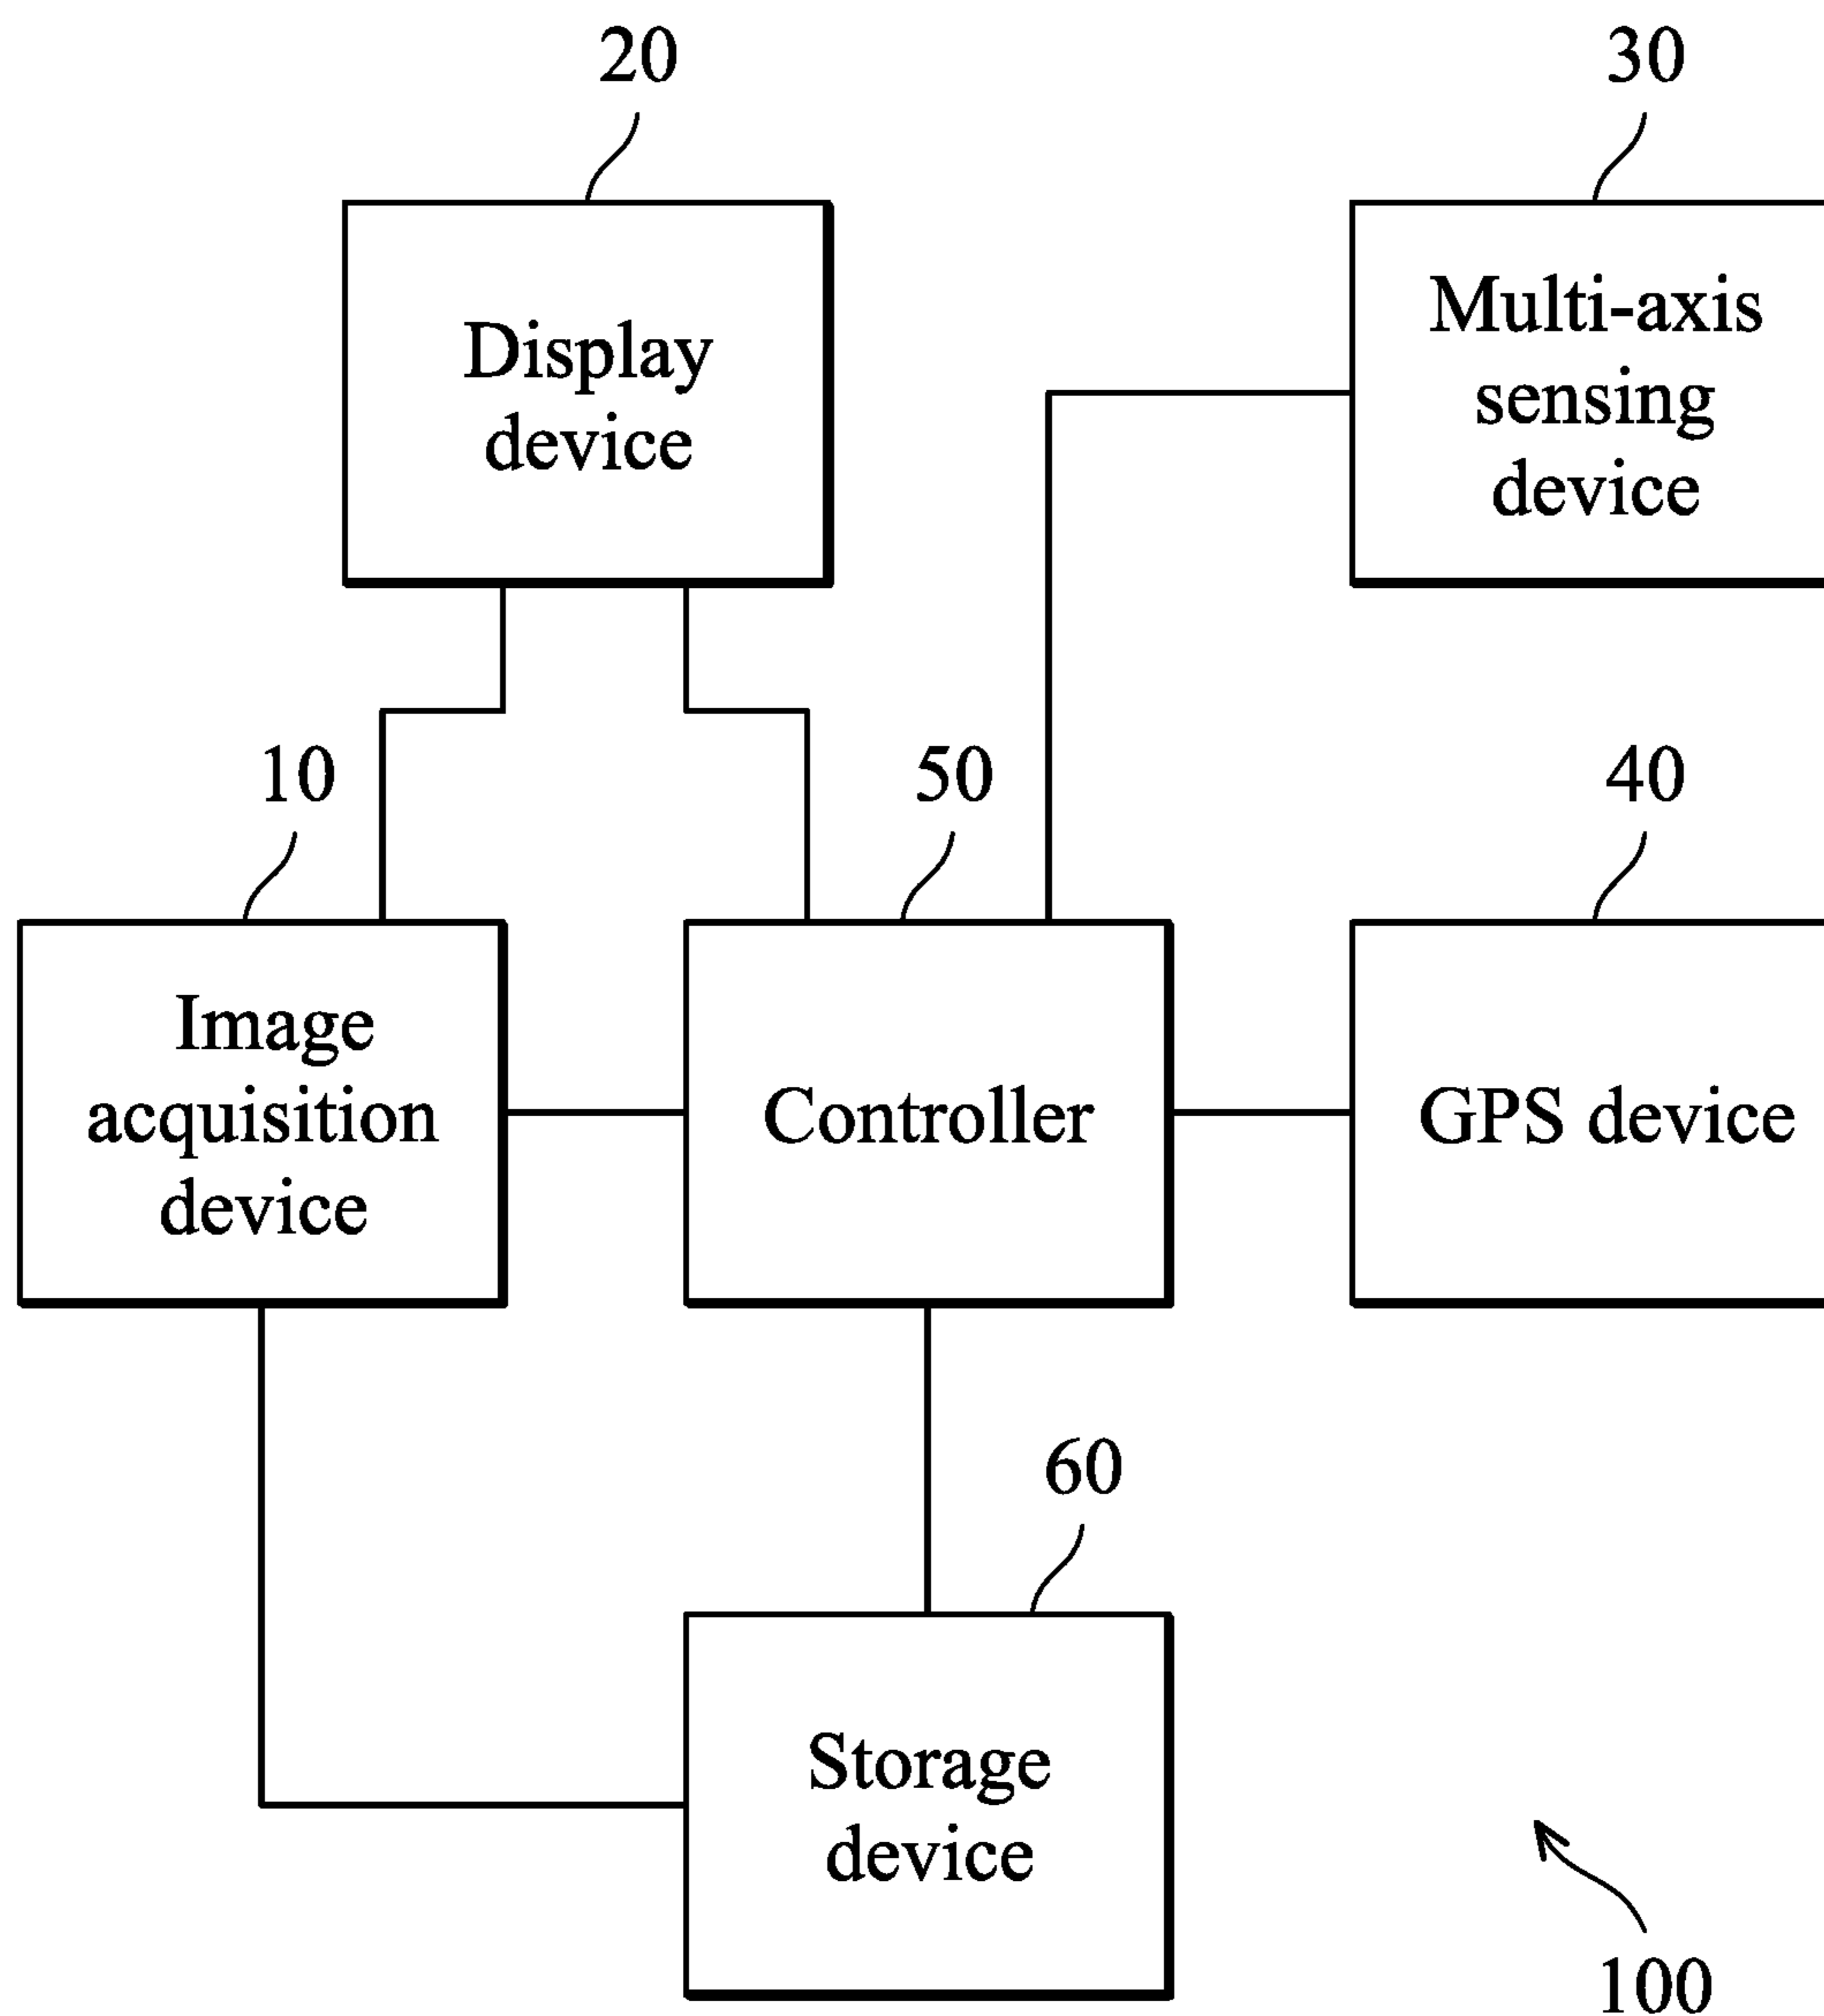 20
30
Display
device
Multi-axis
sensing
device
10
50
40
Image
acquisition
device
Controller
GPS device
60
Storage
device
100